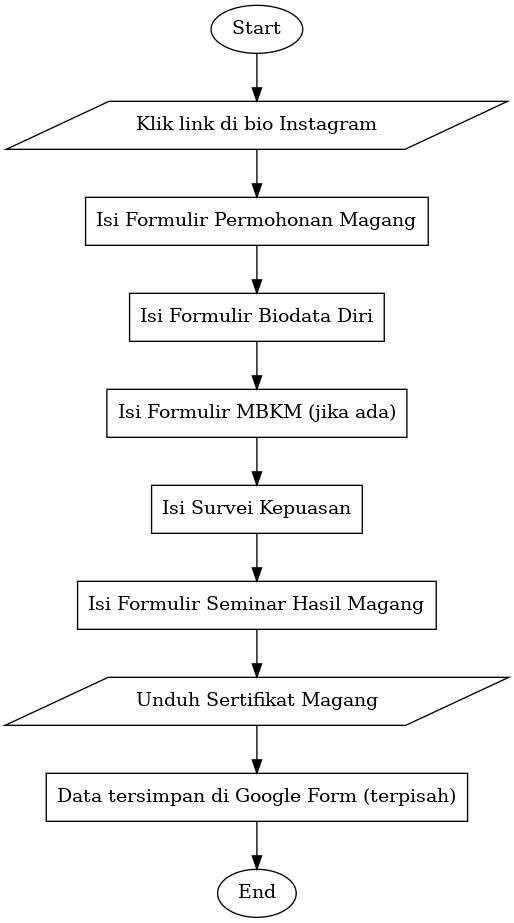 Start
Klik link di bio Instagram
Isi Formulir Permohonan Magang
Isi Formulir Biodata Diri
Isi Formulir MBKM (jika ada)
Isi Survei Kepuasan
Isi Formulir Seminar Hasil Magang
Unduh Sertifikat Magang
Data tersimpan di Google Form (terpisah)
End